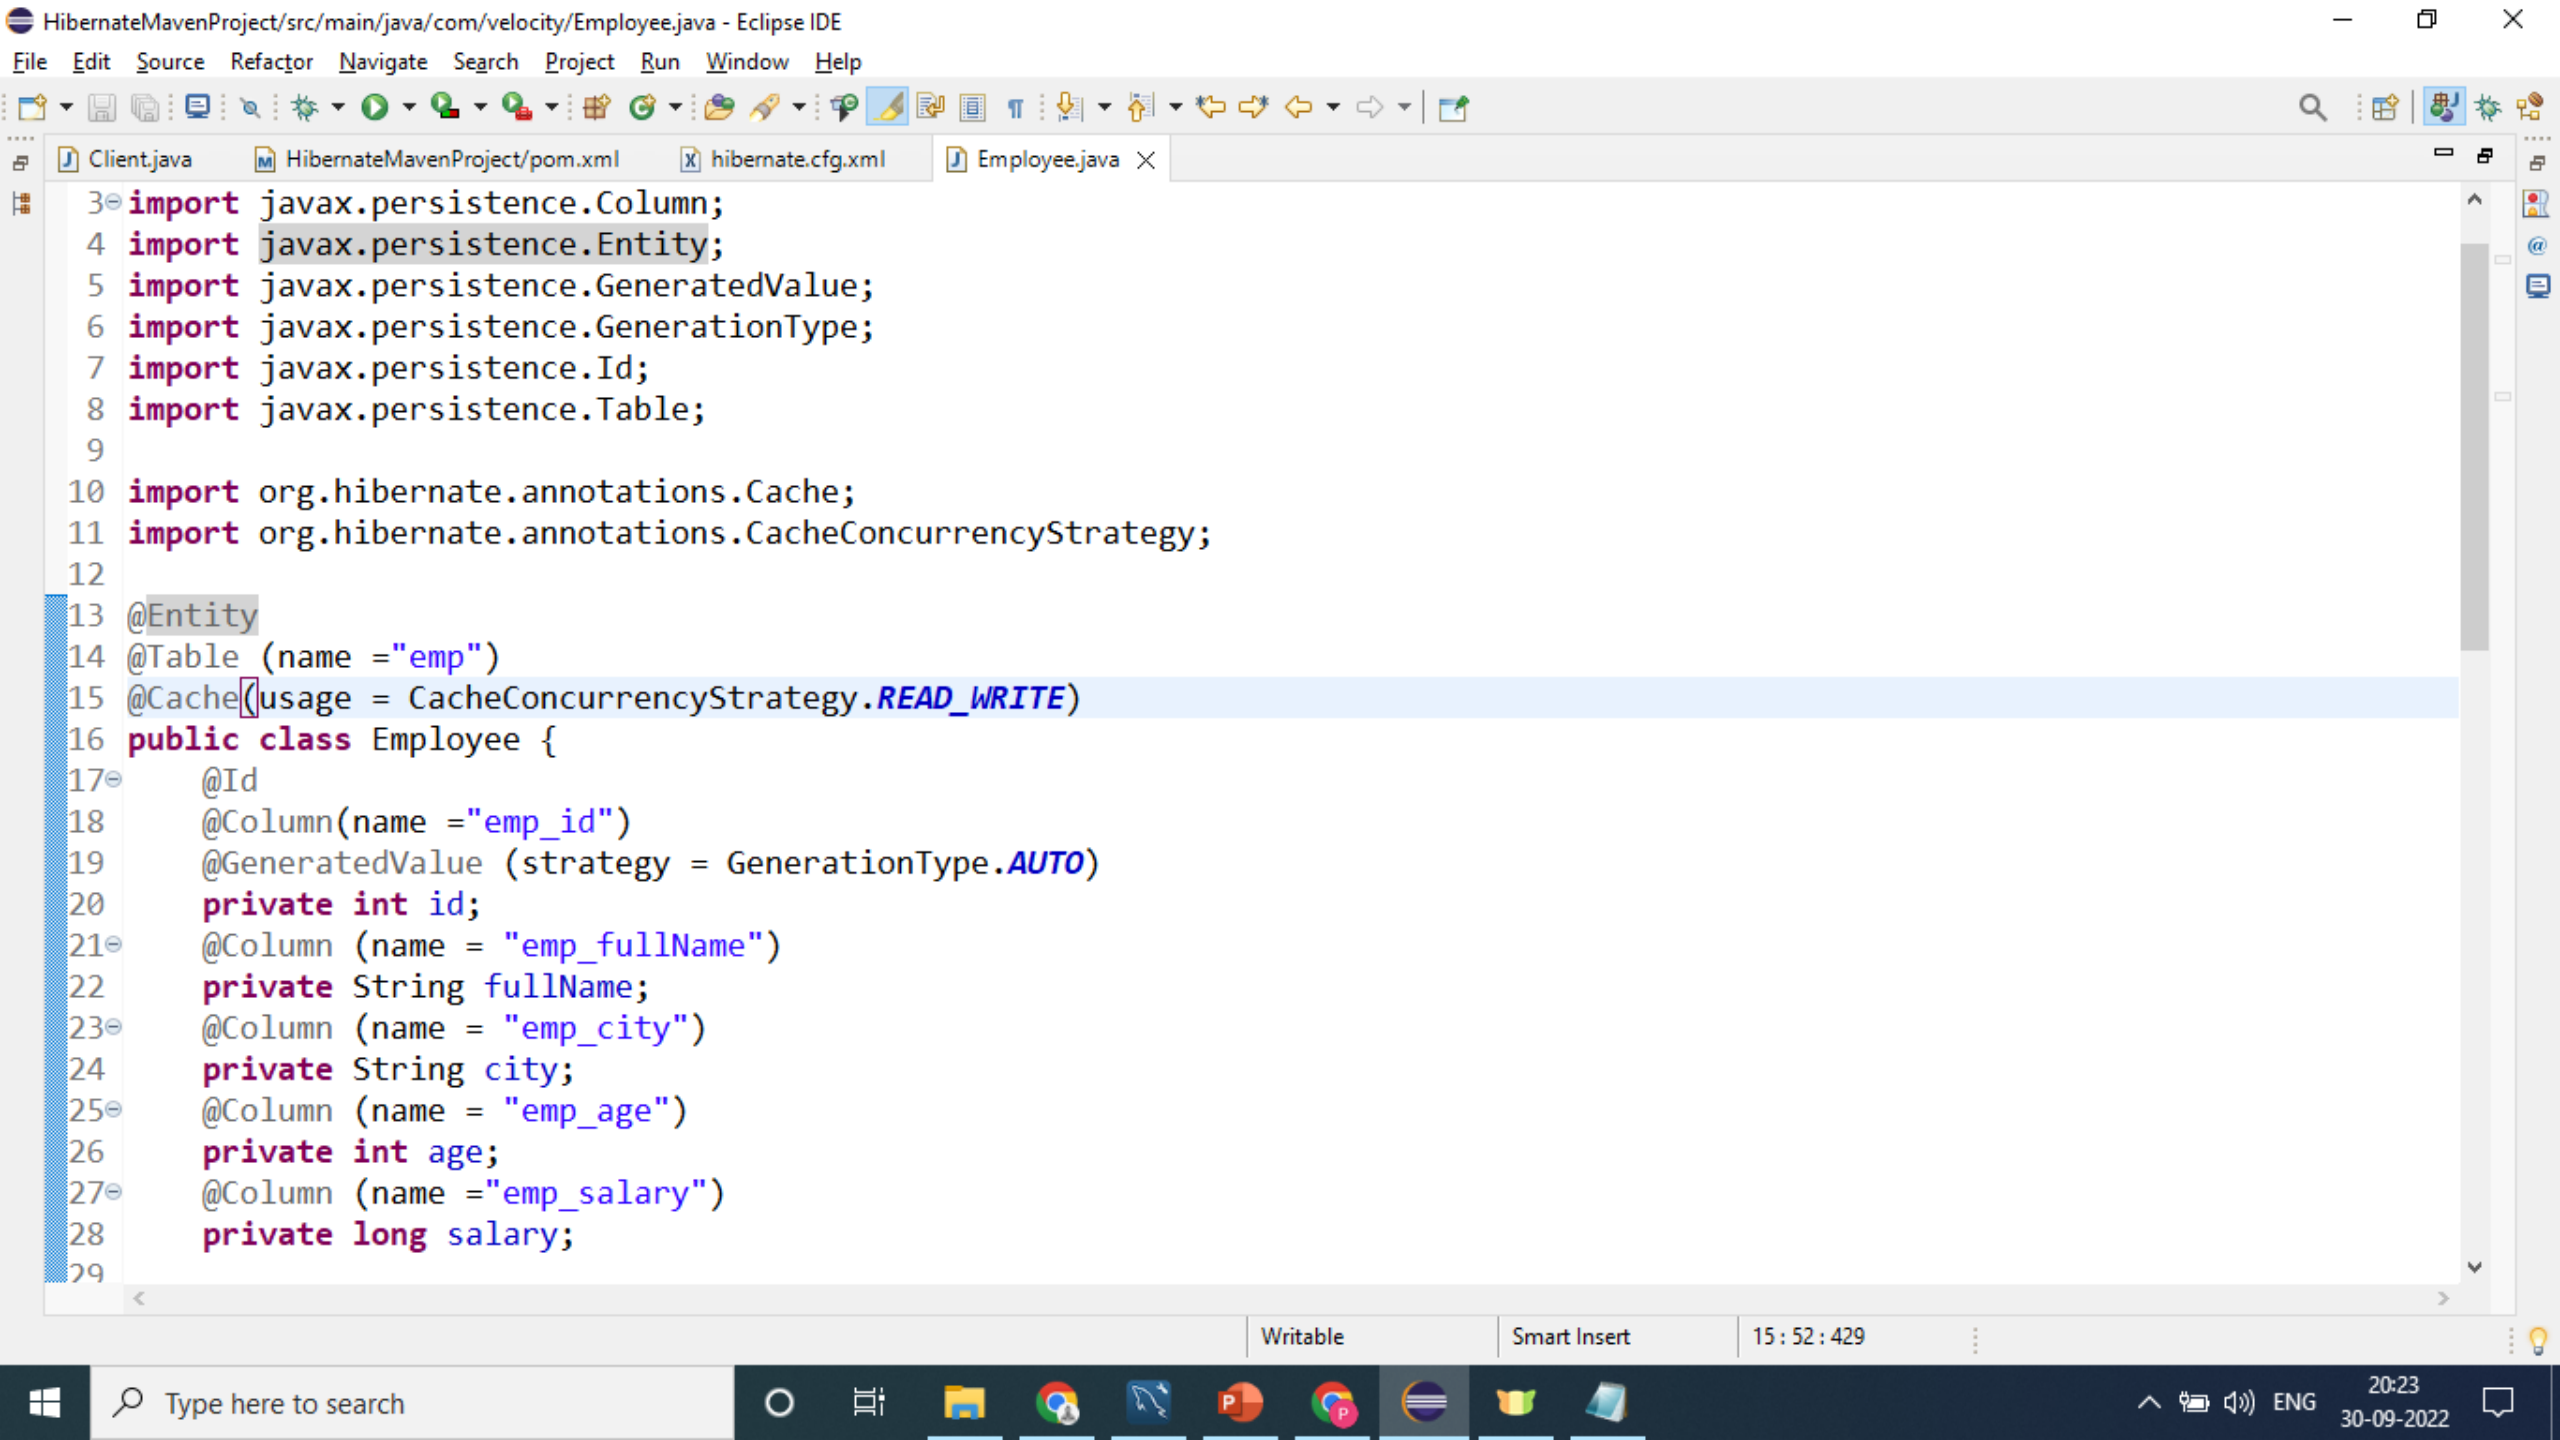 HibernateMavenProject/src/main/java/com/velocity/Employee.java - Eclipse IDE
File Edit Source Refactor Navigate Search Project Run Window Help
Client.java HibernateMavenProject/pom.xml hibernate.cfg.xml Employee.java
3 import javax.persistence.Column;
4 import javax.persistence.Entity;
5 import javax.persistence.GeneratedValue;
6 import javax.persistence.GenerationType;
7 import javax.persistence.Id;
8 import javax.persistence.Table;
9
10 import org.hibernate.annotations.Cache;
11 import org.hibernate.annotations.CacheConcurrencyStrategy;
12
13 @Entity
14 @Table (name ="emp")
15 @Cache(usage = CacheConcurrencyStrategy.READ_WRITE)
16 public class Employee {
17 @Id
18 @Column(name ="emp_id")
19 @GeneratedValue (strategy = GenerationType.AUTO)
20 private int id;
21 @Column (name = "emp_fullName")
22 private String fullName;
23 @Column (name = "emp_city")
24 private String city;
25 @Column (name = "emp_age")
26 private int age;
27 @Column (name ="emp_salary")
28 private long salary;
29
Writable Smart Insert 15 : 52 : 429
Type here to search ENG 20:23
30-09-2022